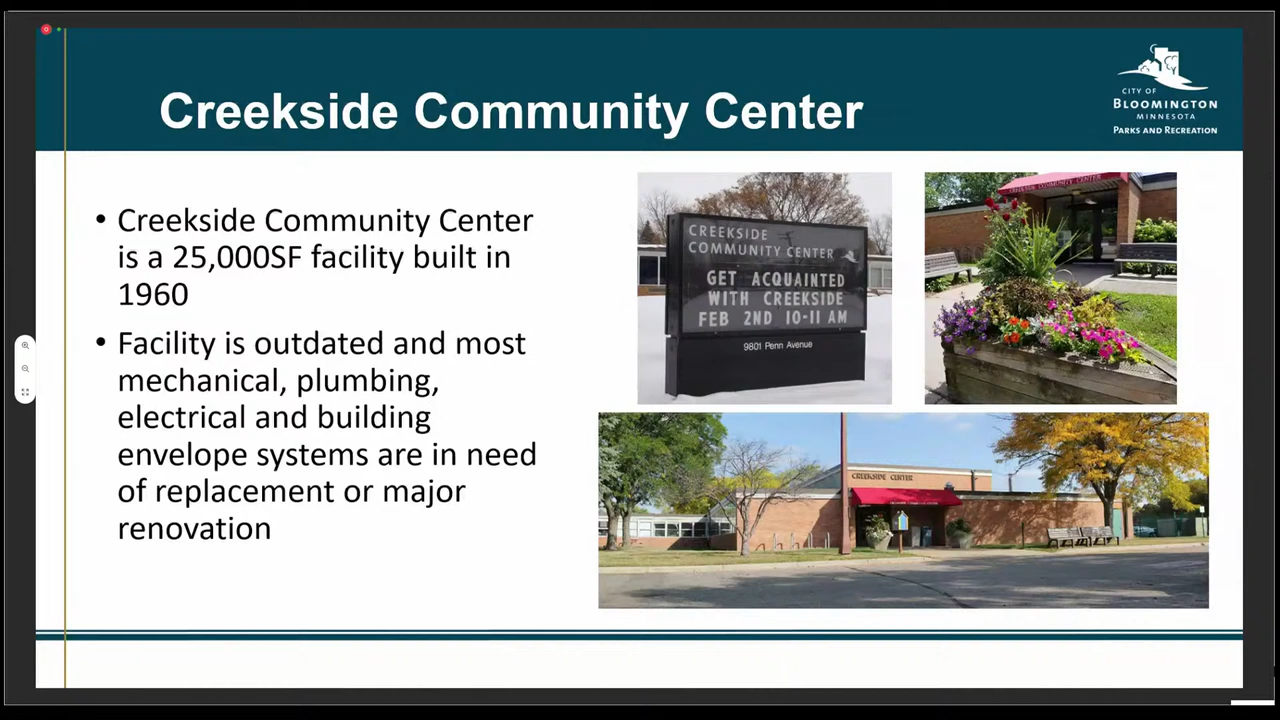 Creekside Community Center
CITY OF
BLOOMINGTON
MINNESOTA
PARKS AND RECREATION
• Creekside Community Center
is a 25,000SF facility built in
1960
• Facility is outdated and most
mechanical, plumbing,
electrical and building
envelope systems are in need
of replacement or major
renovation
CREEKSIDE
COMMUNITY CENTER
GET ACQUAINTED
WITH CREEKSIDE
FEB 2ND 10-11 AM
9801 Penn Avenue
CREEKSIDE COMMUNITY CENTER
CREEKSIDE CENTER
CREEKSIDE COMMUNITY CENTER